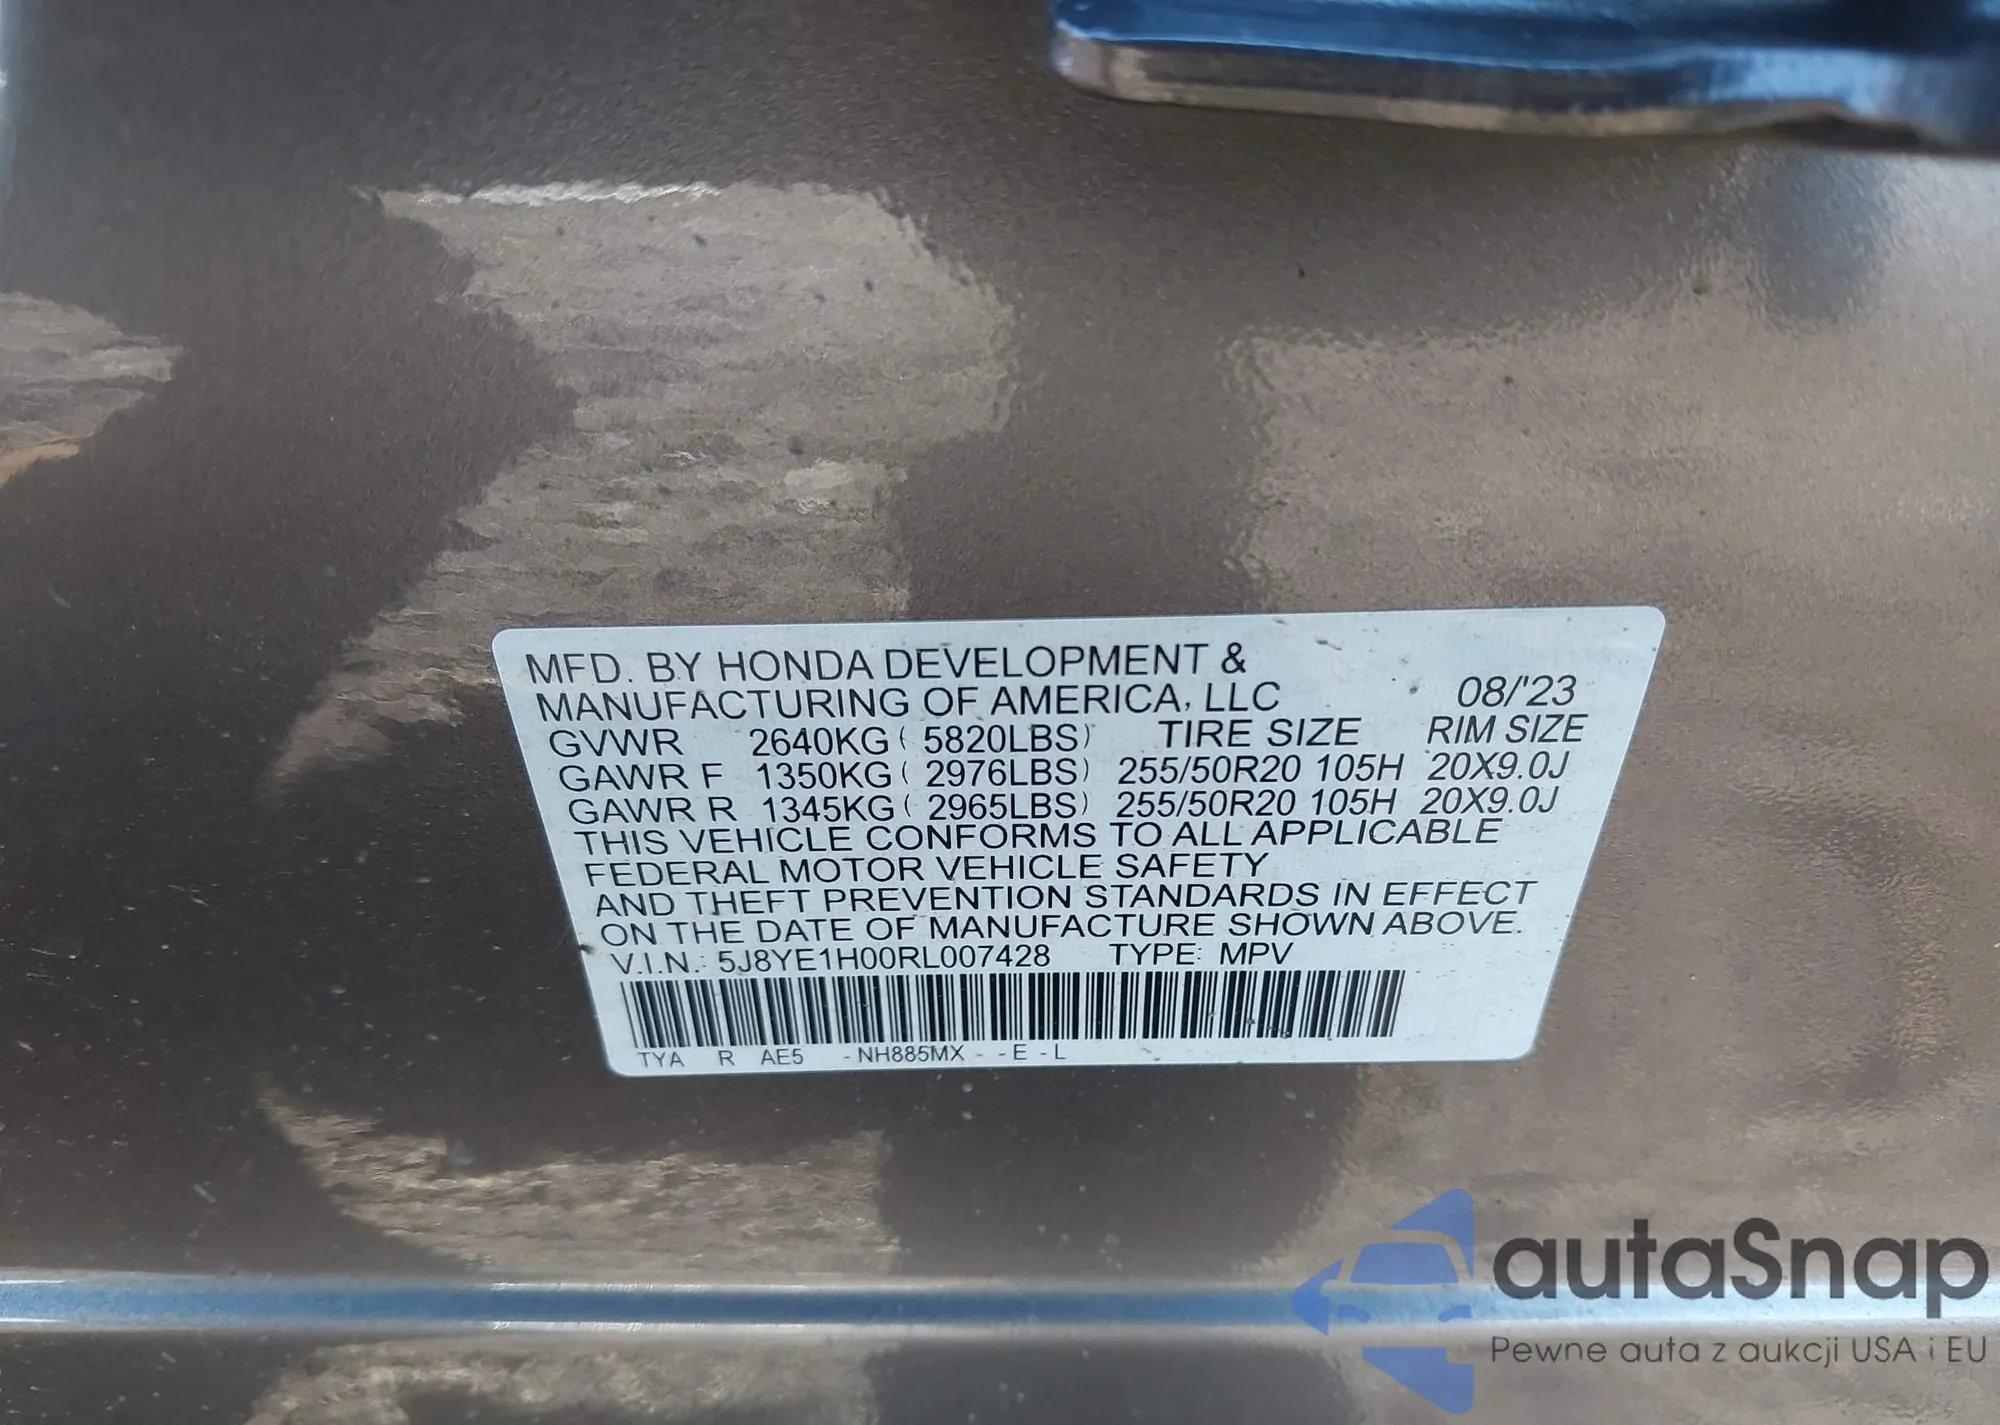 MFD. BY HONDA DEVELOPMENT &
MANUFACTURING OF AMERICA, LLC 08/'23
GVWR 2640KG ( 5820LBS) TIRE SIZE RIM SIZE
GAWR F 1350KG ( 2976LBS) 255/50R20 105H 20X9.0J
GAWR R 1345KG ( 2965LBS) 255/50R20 105H 20X9.0J
THIS VEHICLE CONFORMS TO ALL APPLICABLE
FEDERAL MOTOR VEHICLE SAFETY
AND THEFT PREVENTION STANDARDS IN EFFECT
ON THE DATE OF MANUFACTURE SHOWN ABOVE.
V.I.N.: 5J8YE1H00RL007428 TYPE: MPV
TYA R AE5 -NH885MX - -E -L
autaSnap
Pewne auta z aukcji USA i EU